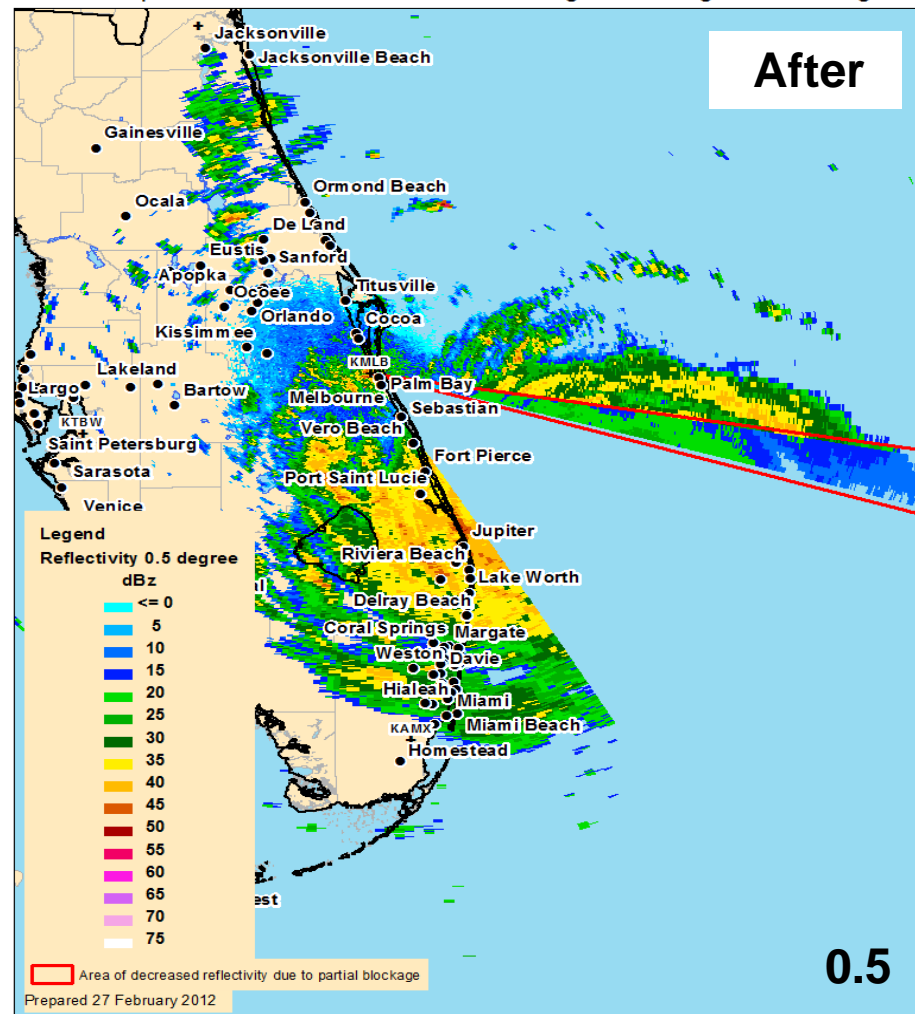 After
Jacksonville
Jacksonville Beach
Gainesville
Ormond Beach
Ocala
De Land
Eustis
Sanford
Apopka
Titusville
Ocoee
Orlando
Cocoa
Kissimmee
KMLB
Lakeland
Palm Bay
Largo
Bartow
Melbourne
Sebastian
KTBW
Vero Beach
Saint Petersburg
Fort Pierce
Sarasota
Port Saint Lucie
Venice
Jupiter
Riviera Beach
Lake Worth
Delray Beach
Coral Springs
Margate
Weston
Davie
Hialeah
Miami
KAMX
Miami Beach
Homestead
est
Legend
Reflectivity 0.5 degree
dBz
<= 0
5
10
15
20
25
30
35
40
45
50
55
60
65
70
75
Area of decreased reflectivity due to partial blockage
Prepared 27 February 2012
0.5